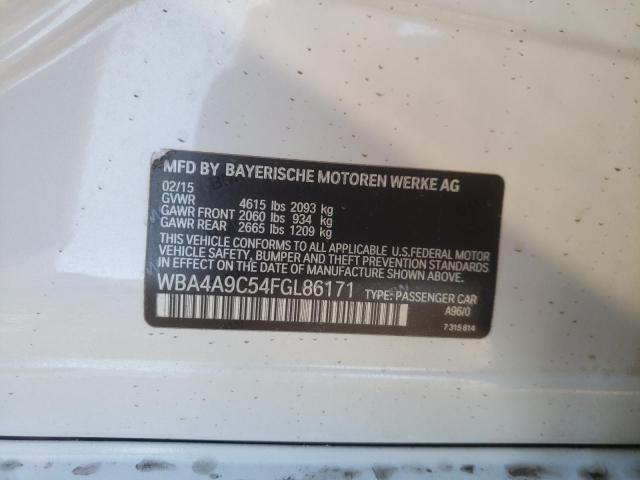 MFD BY BAYERISCHE MOTOREN WERKE AG
02/15
GVWR 4615 lbs 2093 kg
GAWR FRONT 2060 lbs 934 kg
GAWR REAR 2665 lbs 1209 kg
THIS VEHICLE CONFORMS TO ALL APPLICABLE U.S.FEDERAL MOTOR
VEHICLE SAFETY, BUMPER AND THEFT PREVENTION STANDARDS
IN EFFECT ON THE DATE OF MANUFACTURE SHOWN ABOVE.
WBA4A9C54FGL86171 TYPE: PASSENGER CAR
A96/0
7 315 814